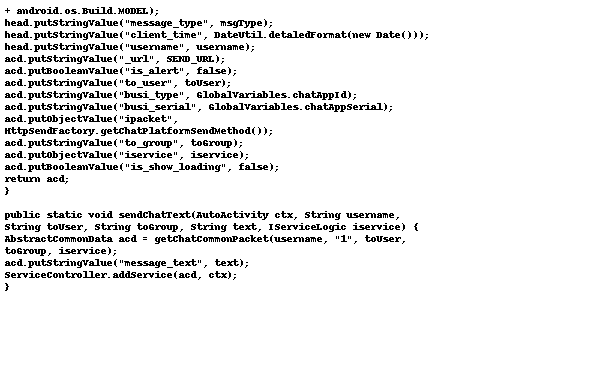 + android.os.Build.MODEL);
head.putStringValue("message_type", msgType);
head.putStringValue("client_time", DateUtil.detaledFormat(new Date()));
head.putStringValue("username", username);
acd.putStringValue("_url", SEND_URL);
acd.putBooleanValue("is_alert", false);
acd.putStringValue("to_user", toUser);
acd.putStringValue("busi_type", GlobalVariables.chatAppId);
acd.putStringValue("busi_serial", GlobalVariables.chatAppSerial);
acd.putObjectValue("ipacket",
HttpSendFactory.getChatPlatformSendMethod());
acd.putStringValue("to_group", toGroup);
acd.putObjectValue("iservice", iservice);
acd.putBooleanValue("is_show_loading", false);
return acd;
}
public static void sendChatText(AutoActivity ctx, String username,
String toUser, String toGroup, String text, IServiceLogic iservice) {
AbstractCommonData acd = getChatCommonPacket(username, "1", toUser,
toGroup, iservice);
acd.putStringValue("message_text", text);
ServiceController.addService(acd, ctx);
}